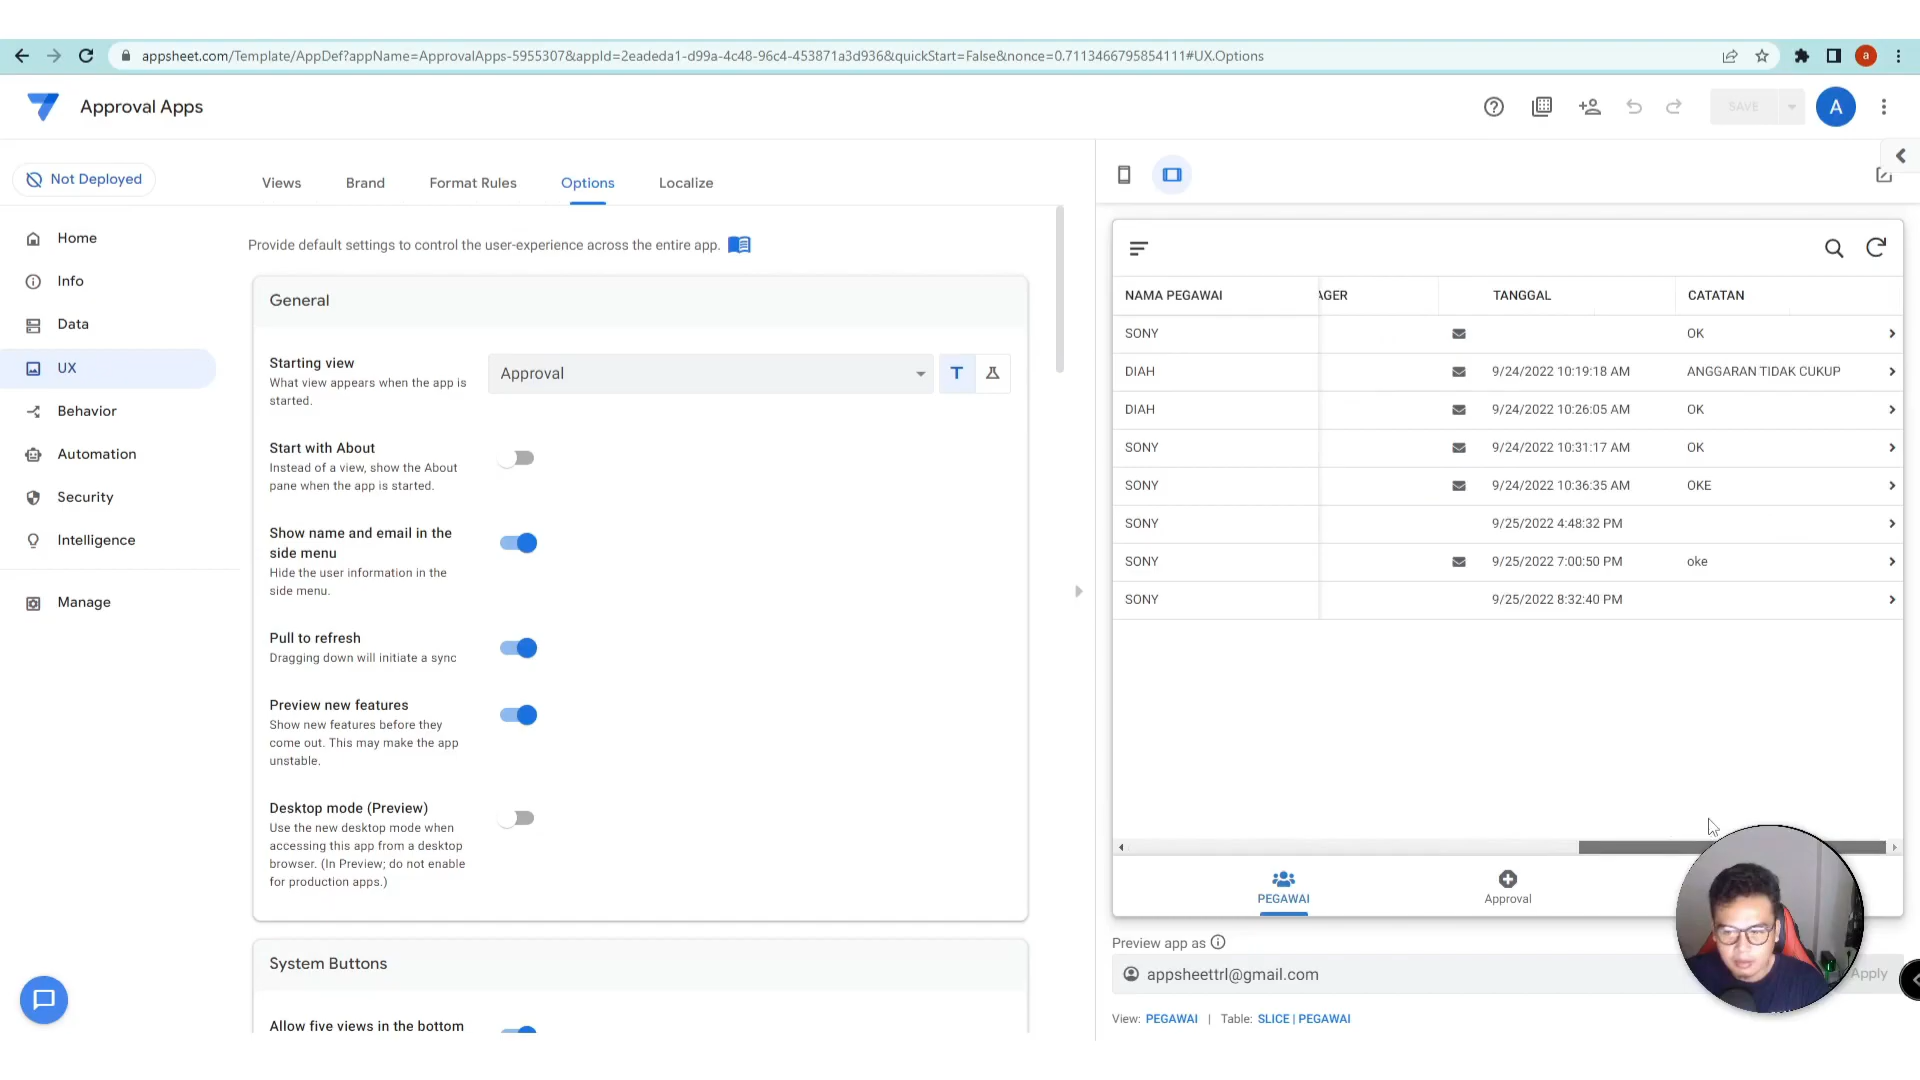 appsheet.com/Template/AppDef?appName=ApprovalApps-5955307&appId=2eadeda1-d99a-4c48-96c4-453871a3d936&quickStart=False&nonce=0.7113466795854111#UX.Options
a
Approval Apps
SAVE
A
Not Deployed
Views
Brand
Format Rules
Options
Localize
Home
Info
Data
UX
Behavior
Automation
Security
Intelligence
Manage
Provide default settings to control the user-experience across the entire app.
General
Starting view
What view appears when the app is
started.
Approval
T
Start with About
Instead of a view, show the About
pane when the app is started.
Show name and email in the
side menu
Hide the user information in the
side menu.
Pull to refresh
Dragging down will initiate a sync
Preview new features
Show new features before they
come out. This may make the app
unstable.
Desktop mode (Preview)
Use the new desktop mode when
accessing this app from a desktop
browser. (In Preview; do not enable
for production apps.)
System Buttons
Allow five views in the bottom
NAMA PEGAWAI AGER TANGGAL CATATAN
SONY OK
DIAH 9/24/2022 10:19:18 AM ANGGARAN TIDAK CUKUP
DIAH 9/24/2022 10:26:05 AM OK
SONY 9/24/2022 10:31:17 AM OK
SONY 9/24/2022 10:36:35 AM OKE
SONY 9/25/2022 4:48:32 PM
SONY 9/25/2022 7:00:50 PM oke
SONY 9/25/2022 8:32:40 PM
PEGAWAI
Approval
Preview app as
appsheettrl@gmail.com
Apply
View: PEGAWAI | Table: SLICE | PEGAWAI